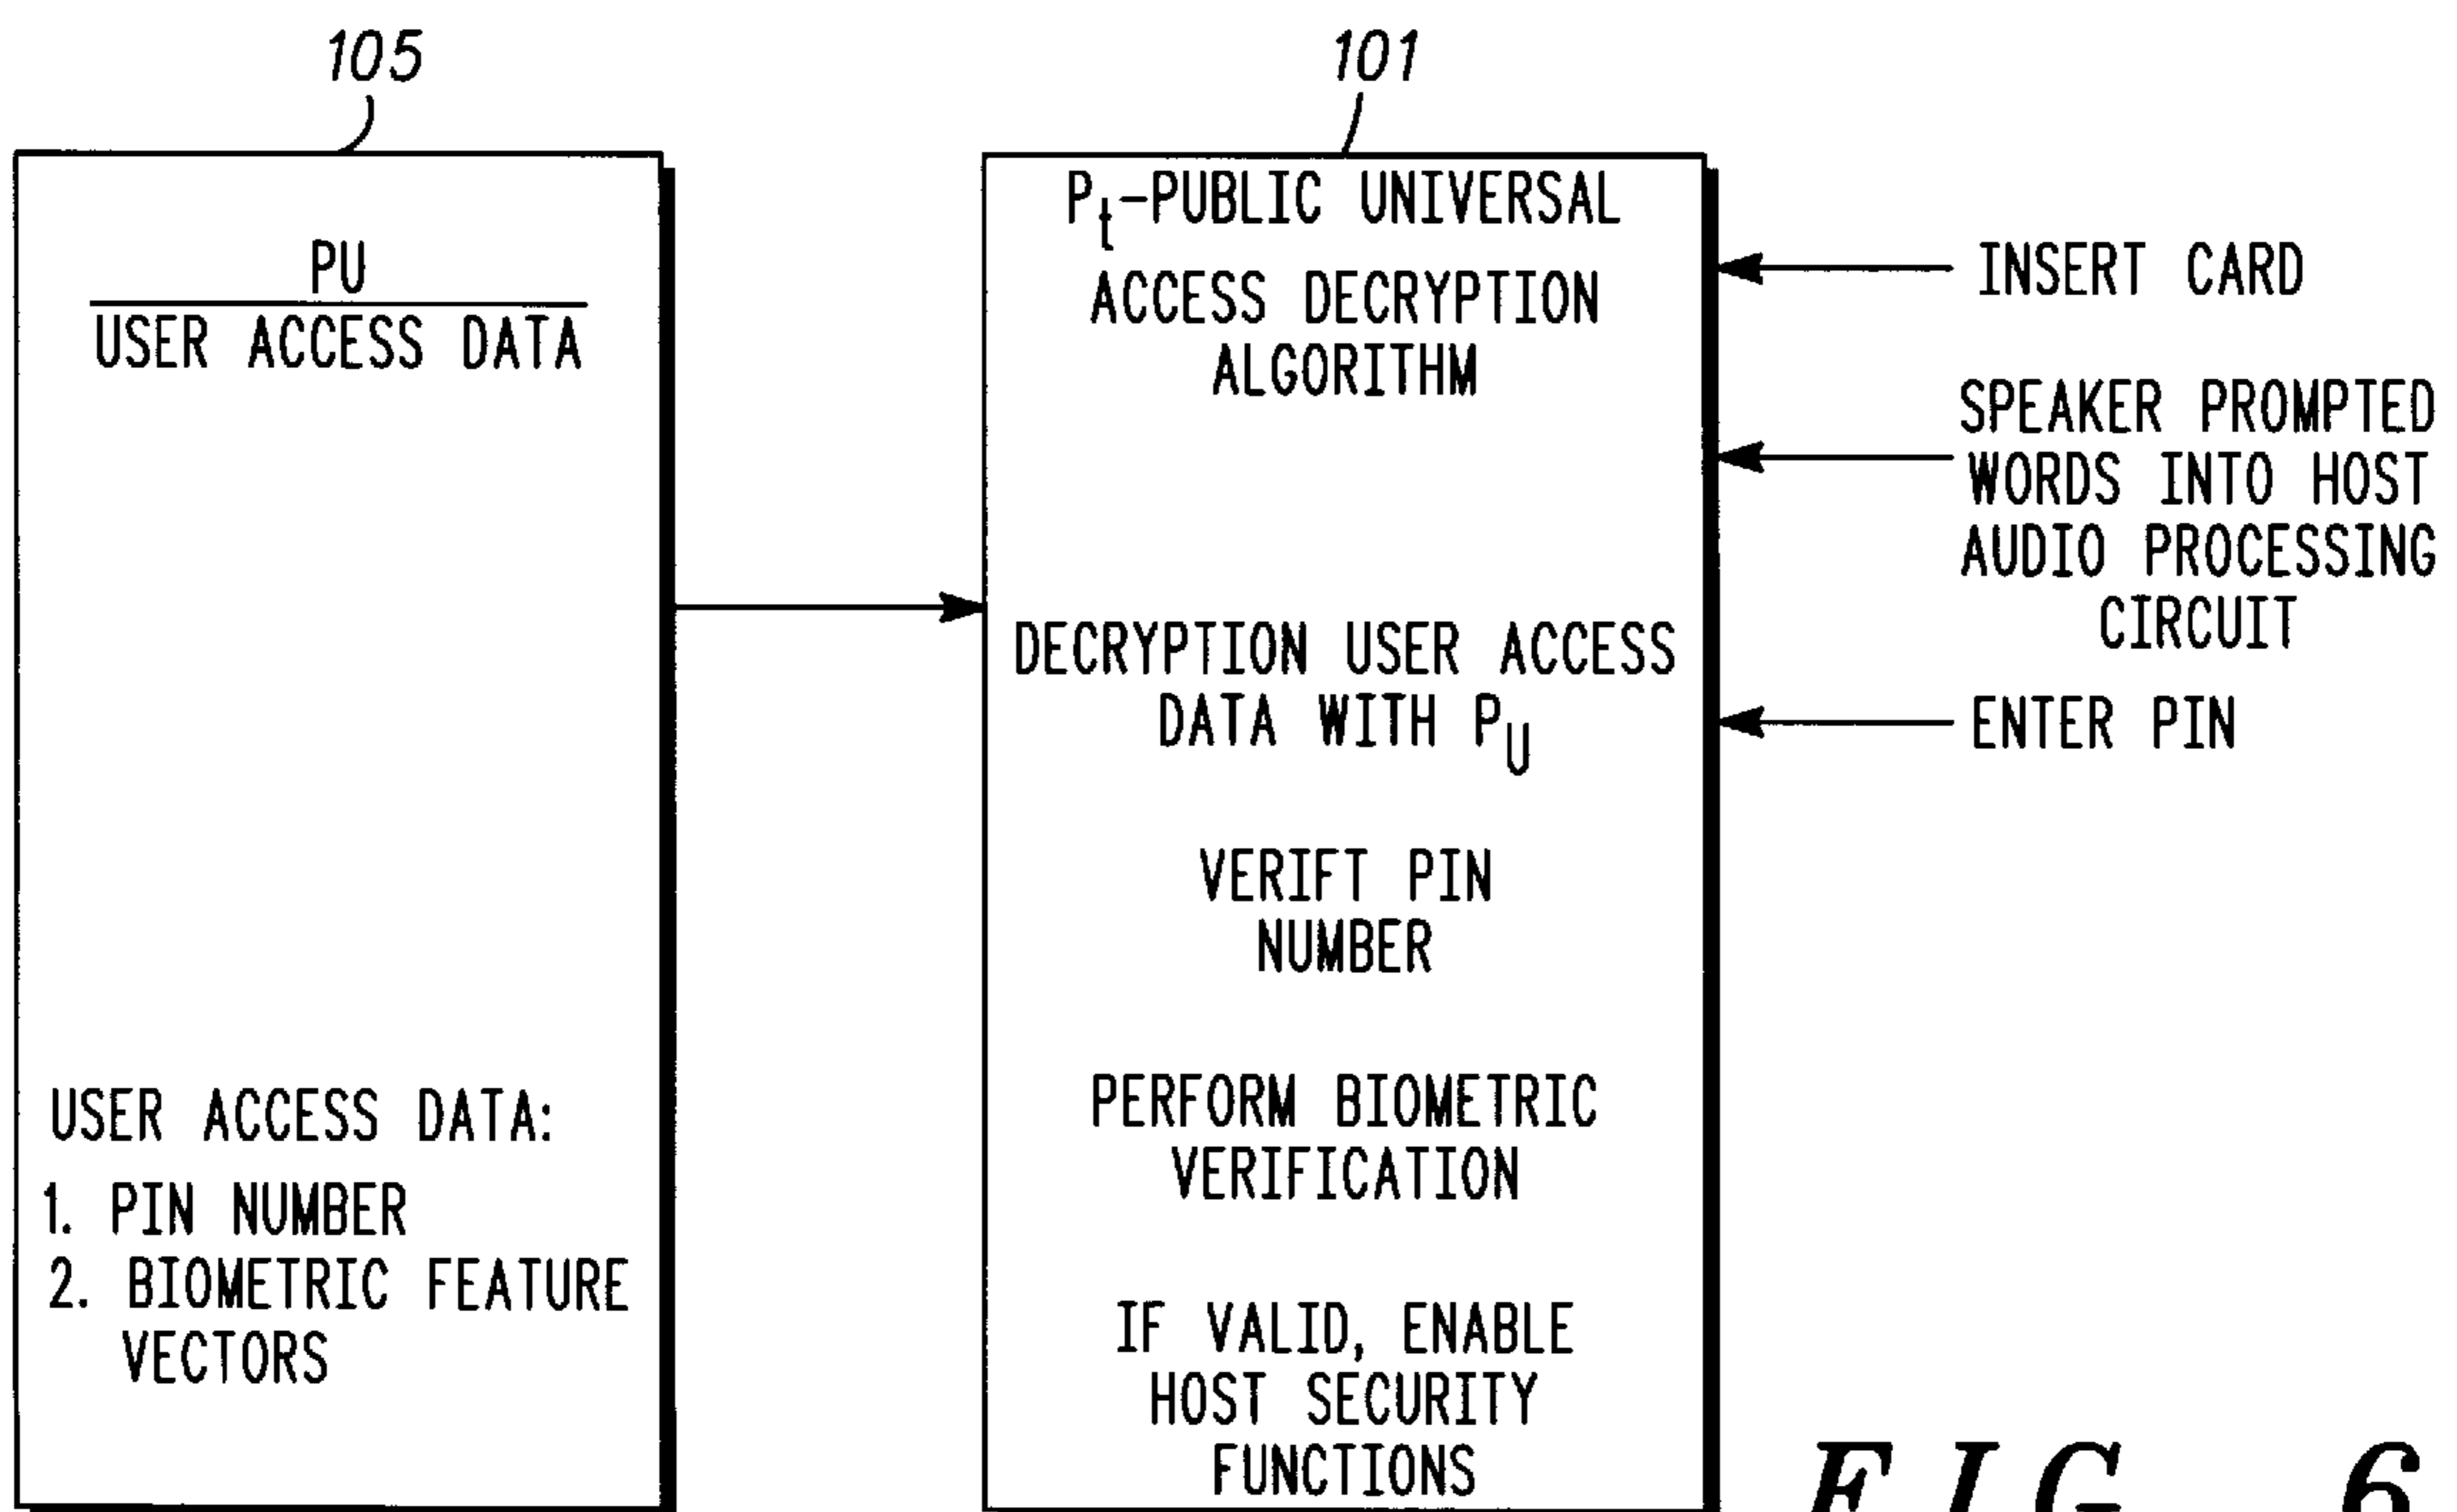 105
PU
USER ACCESS DATA
USER ACCESS DATA:
1. PIN NUMBER
2. BIOMETRIC FEATURE
VECTORS
101
Pt-PUBLIC UNIVERSAL
ACCESS DECRYPTION
ALGORITHM
DECRYPTION USER ACCESS
DATA WITH PU
VERIFT PIN
NUMBER
PERFORM BIOMETRIC
VERIFICATION
IF VALID, ENABLE
HOST SECURITY
FUNCTIONS
INSERT CARD
SPEAKER PROMPTED
WORDS INTO HOST
AUDIO PROCESSING
CIRCUIT
ENTER PIN
FIG 6